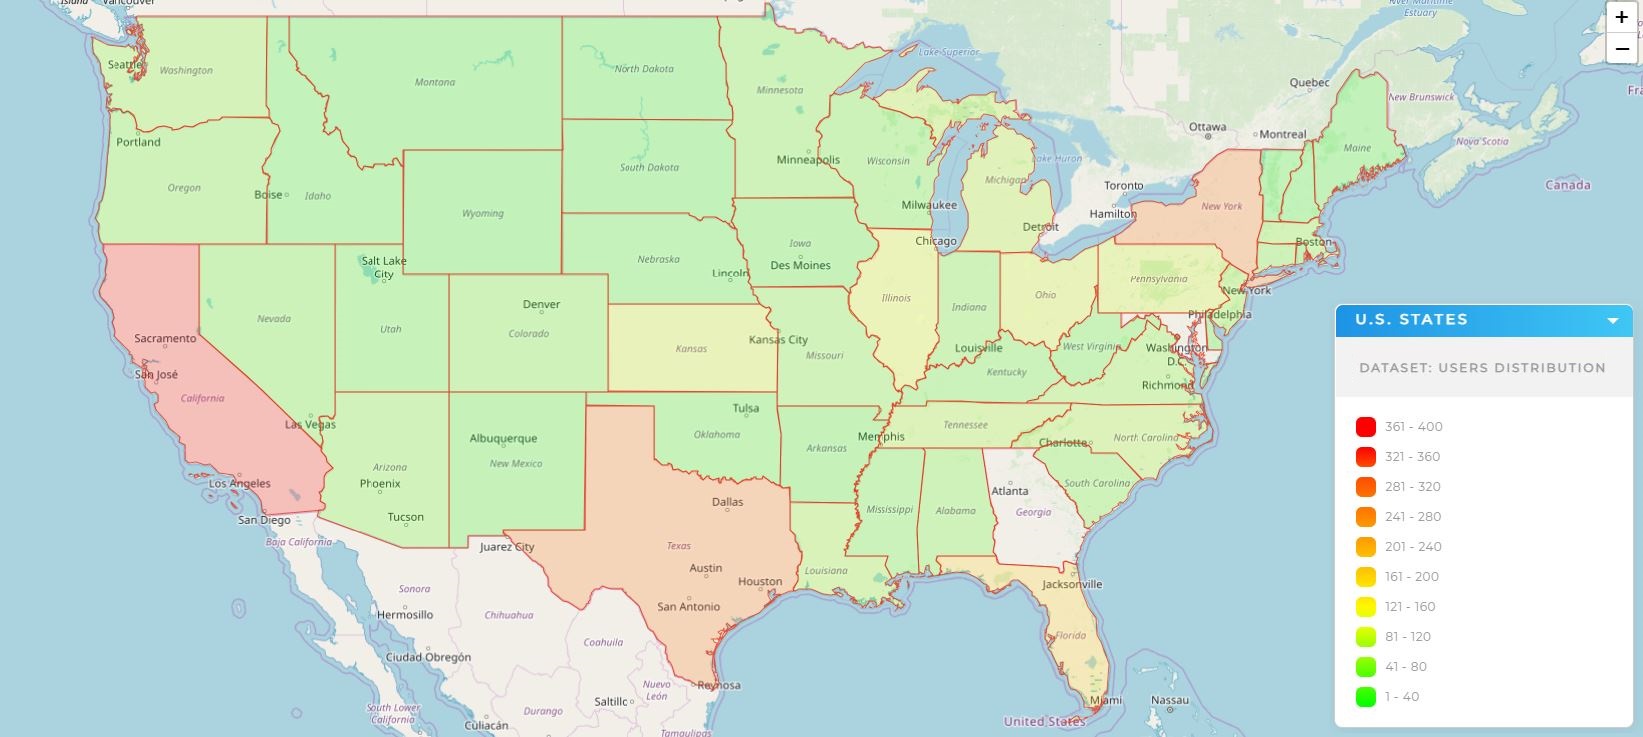 Island
Vancouver
River Maritime
Estuary
+
−
Seattle
Washington
Montana
North Dakota
Minnesota
Lake Superior
Quebec
New Brunswick
Fra
Portland
Ottawa
Montreal
Maine
Nova Scotia
Minneapolis
Wisconsin
Lake Huron
Oregon
Boise
Idaho
Wyoming
South Dakota
Michigan
Toronto
Hamilton
Canada
Milwaukee
New York
Detroit
Chicago
Boston
Salt Lake
City
Nebraska
Lincoln
Iowa
Des Moines
Illinois
Indiana
Ohio
Pennsylvania
New York
Philadelphia
Denver
Colorado
Nevada
Utah
Sacramento
Kansas
Kansas City
Missouri
Louisville
Kentucky
West Virginia
Washington
D.C.
Richmond
San José
California
Las Vegas
Tulsa
Oklahoma
Arkansas
Memphis
Tennessee
Charlotte
North Carolina
Albuquerque
New Mexico
Arizona
Phoenix
Tucson
Los Angeles
San Diego
Baja California
Dallas
Mississippi
Alabama
Atlanta
Georgia
South Carolina
Juarez City
Texas
Austin
Houston
San Antonio
Louisiana
Jacksonville
Florida
Miami
Nassau
United States
Sonora
Hermosillo
Chihuahua
Coahuila
Ciudad Obregón
Reynosa
Nuevo
León
Saltillo
Durango
South Lower
California
Culiacán
Tamaulipas
U.S. STATES
DATASET: USERS DISTRIBUTION
361 - 400
321 - 360
281 - 320
241 - 280
201 - 240
161 - 200
121 - 160
81 - 120
41 - 80
1 - 40